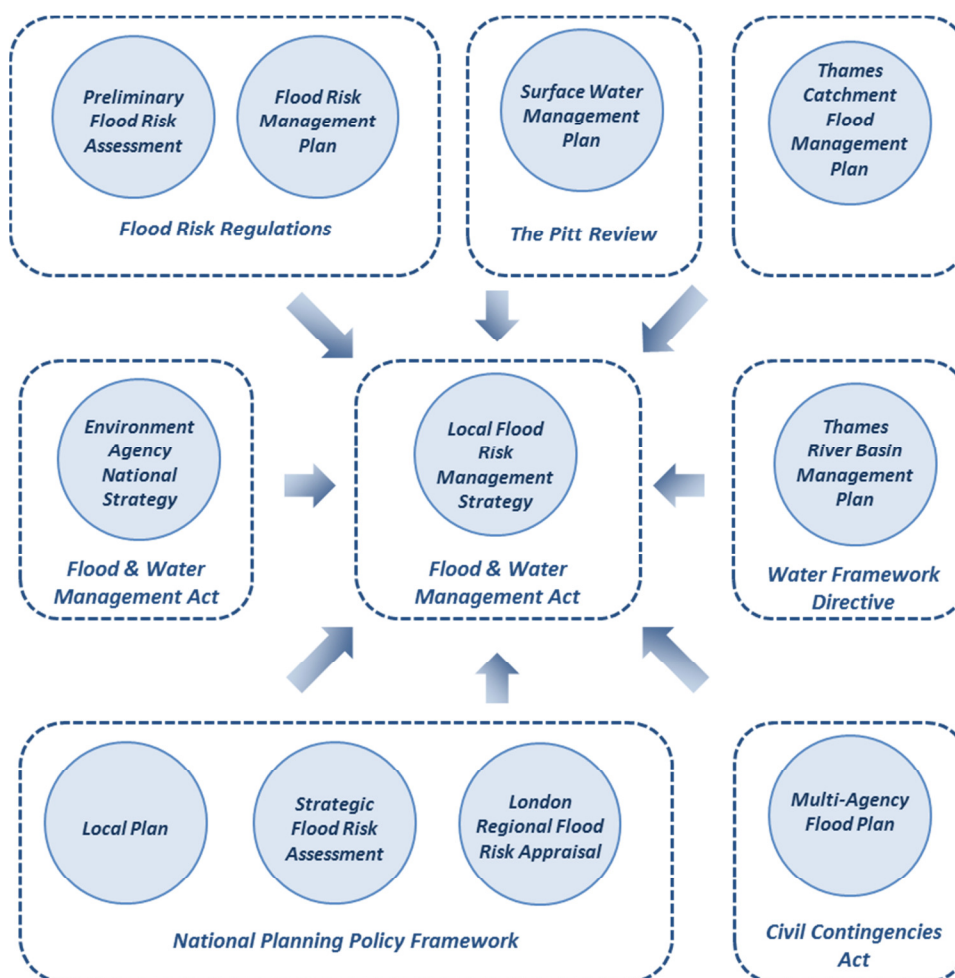 Preliminary
Flood Risk
Assessment
Flood Risk
Management
Plan
Flood Risk Regulations
Surface Water
Management
Plan
The Pitt Review
Thames
Catchment
Flood
Management
Plan
Environment
Agency
National
Strategy
Flood & Water
Management Act
Local Flood
Risk
Management
Strategy
Flood & Water
Management Act
Thames
River Basin
Management
Plan
Water Framework
Directive
Local Plan
Strategic
Flood Risk
Assessment
London
Regional Flood
Risk Appraisal
National Planning Policy Framework
Multi-Agency
Flood Plan
Civil Contingencies
Act